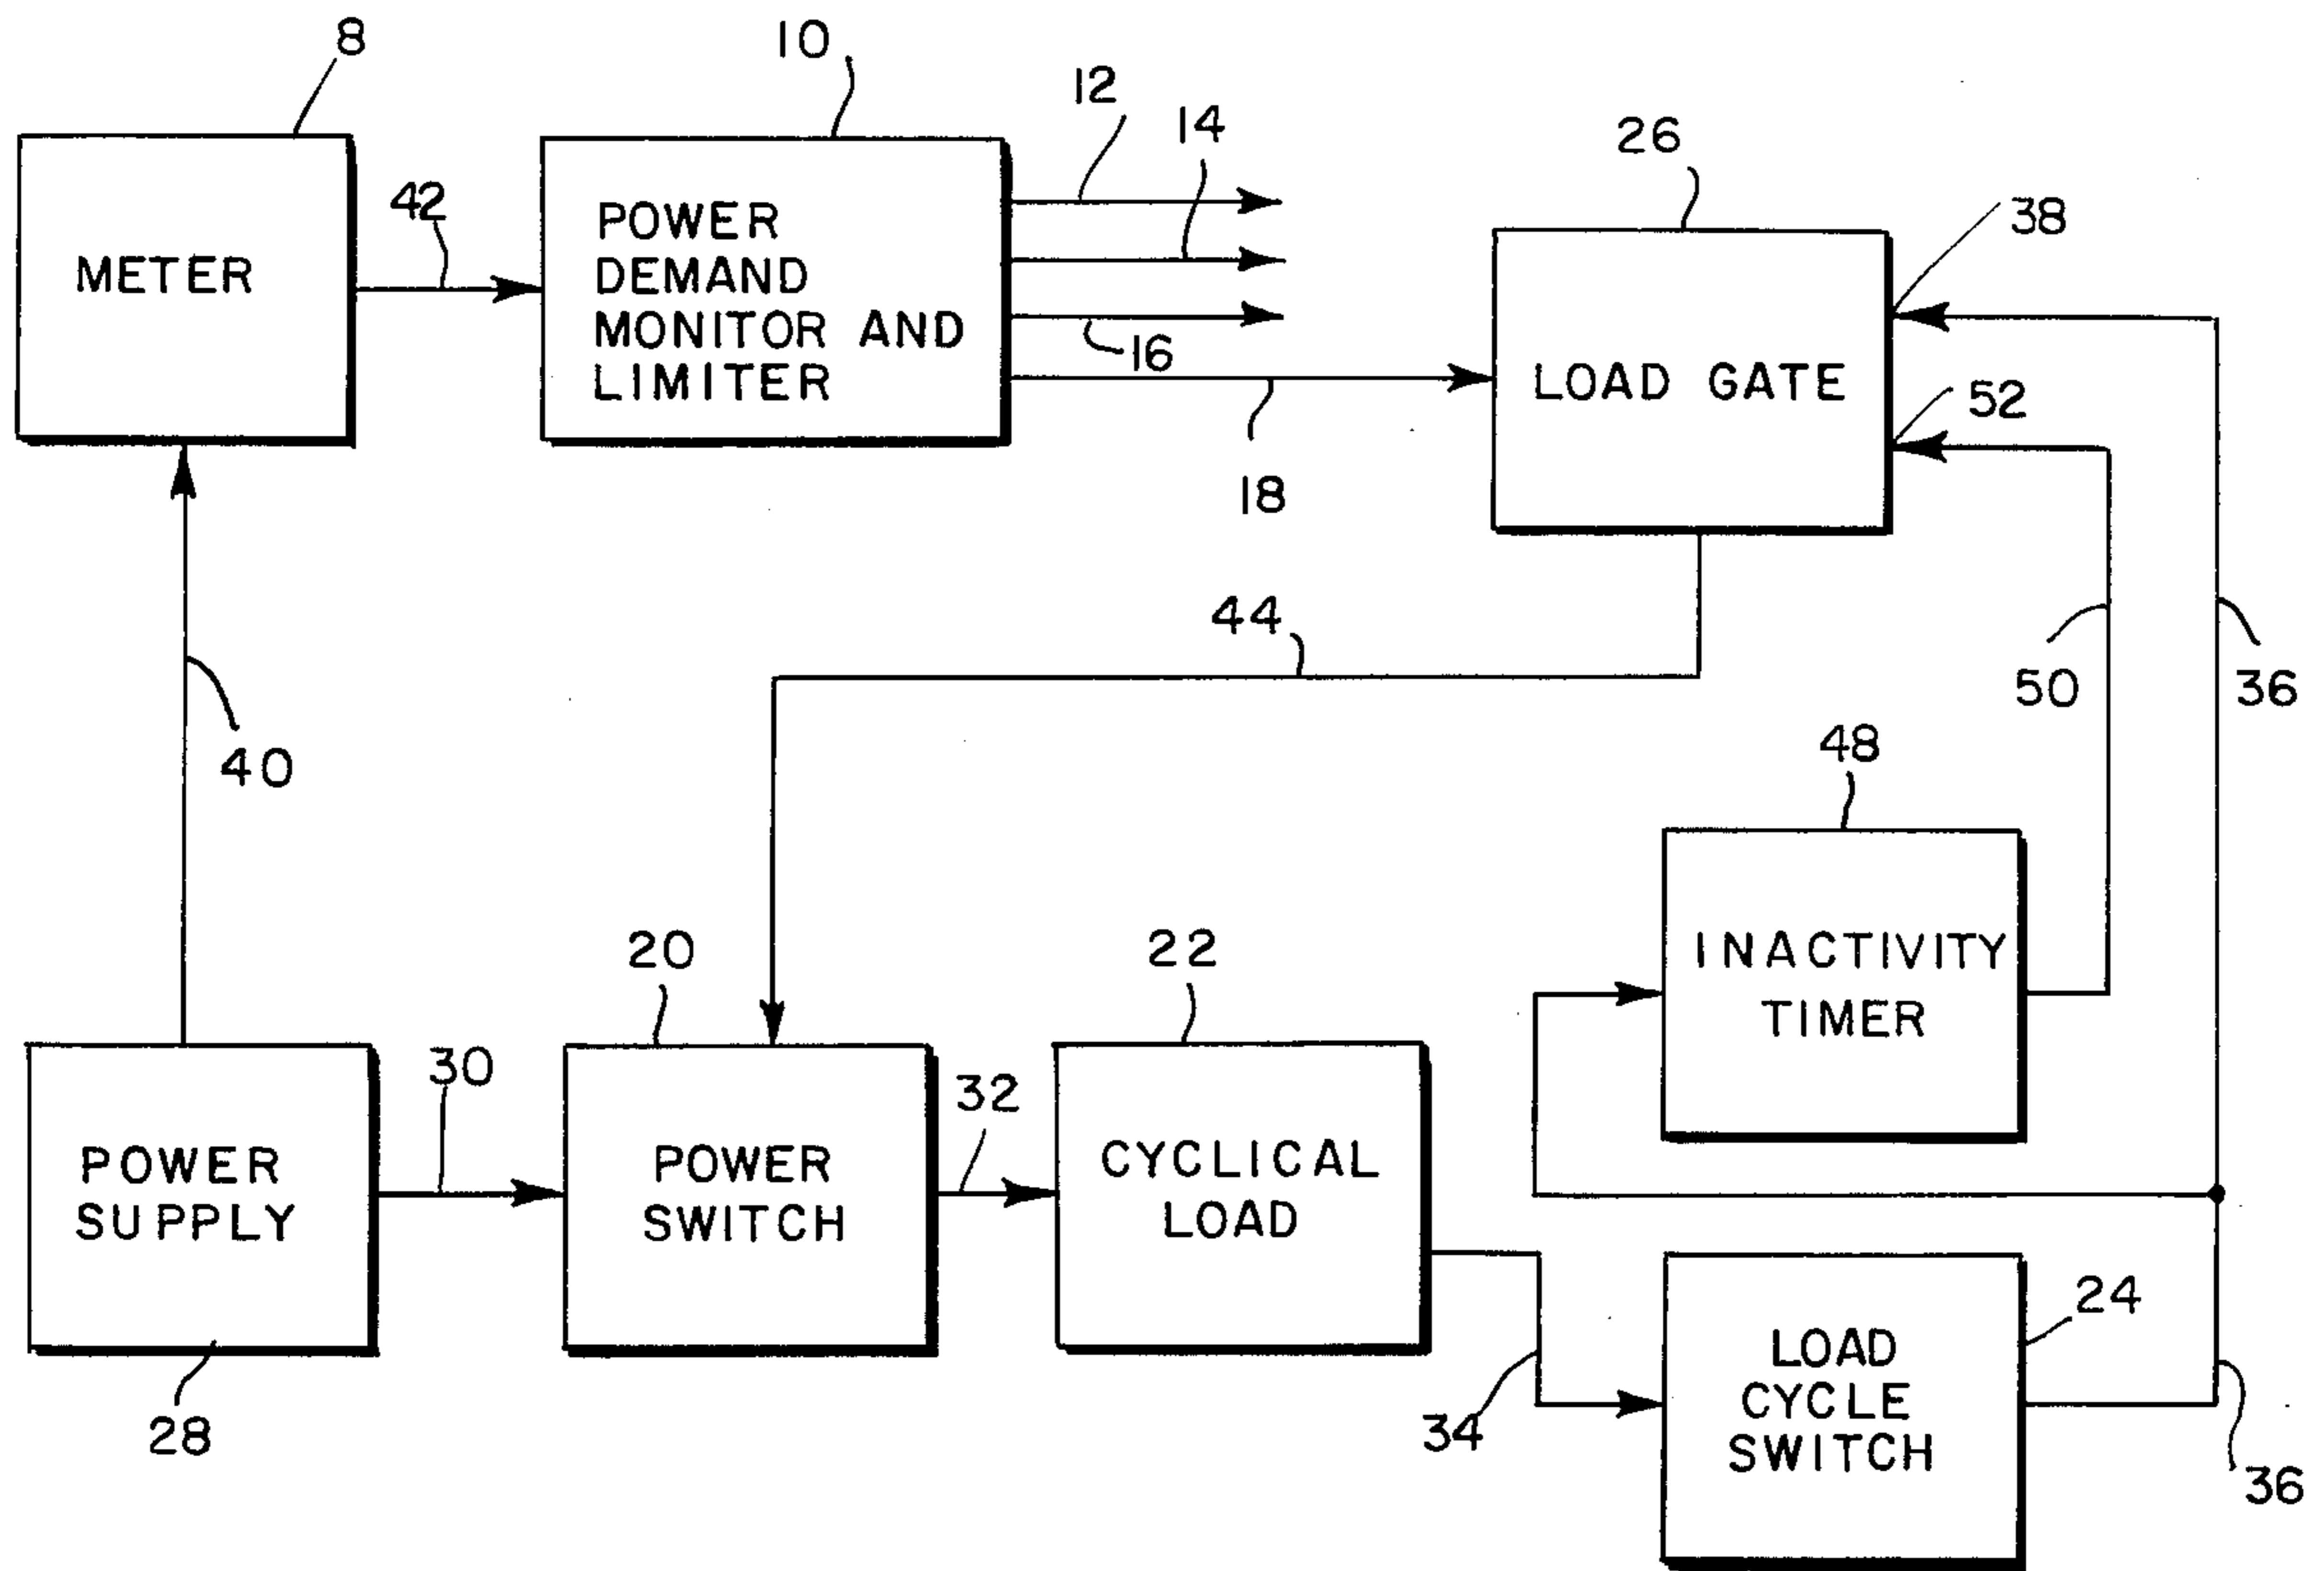 8
10
12
14
26
38
42
METER
POWER
DEMAND
MONITOR AND
LIMITER
16
LOAD GATE
52
18
44
40
50
36
48
20
22
INACTIVITY
TIMER
30
32
POWER
SUPPLY
POWER
SWITCH
CYCLICAL
LOAD
24
LOAD
CYCLE
SWITCH
34
28
36